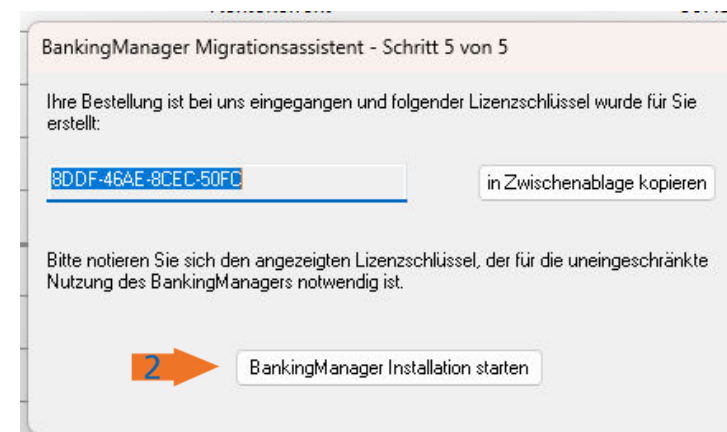 BankingManager Migrationsassistent - Schritt 5 von 5
Ihre Bestellung ist bei uns eingegangen und folgender Lizenzschlüssel wurde für Sie
erstellt:
8DDF-46AE-8CEC-50FC
in Zwischenablage kopieren
Bitte notieren Sie sich den angezeigten Lizenzschlüssel, der für die uneingeschränkte
Nutzung des BankingManagers notwendig ist.
2
BankingManager Installation starten